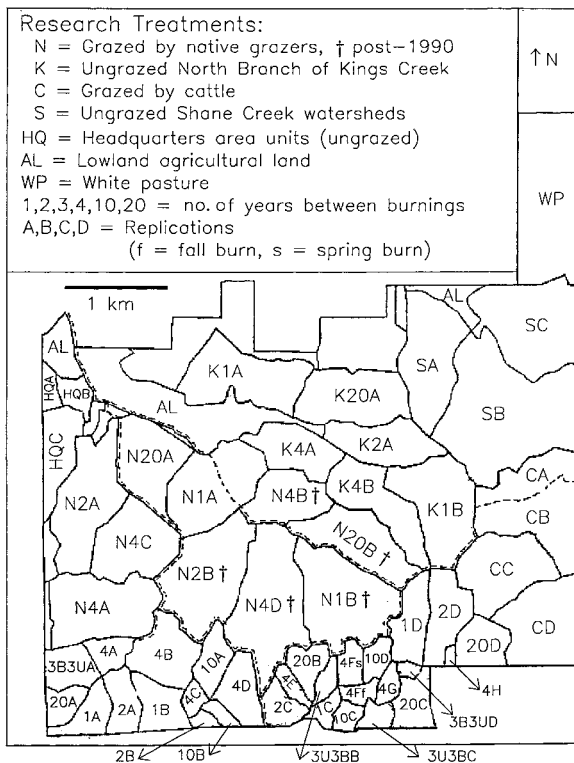 Research Treatments:
N = Grazed by native grazers, † post-1990
K = Ungrazed North Branch of Kings Creek
C = Grazed by cattle
S = Ungrazed Shane Creek watersheds
HQ = Headquarters area units (ungrazed)
AL = Lowland agricultural land
WP = White pasture
1,2,3,4,10,20 = no. of years between burnings
A,B,C,D = Replications
(f = fall burn, s = spring burn)
↑N
WP
1 km
AL
SC
AL
K1A
SA
HQA
HQB
K20A
SB
AL
HQC
K2A
K4A
N20A
CA
N4B†
K4B
N2A
N1A
K1B
CB
N20B†
N4C
CC
N2B†
N4D†
N1B†
N4A
1D
2D
CD
4A
4B
10A
20B
4Fs
10D
20D
3B3UA
4E
4D
4G
4H
20A
4C
4Ff
1A
2A
1B
2C
1C
10C
20C
3B3UD
2B
10B
3U3BB
3U3BC